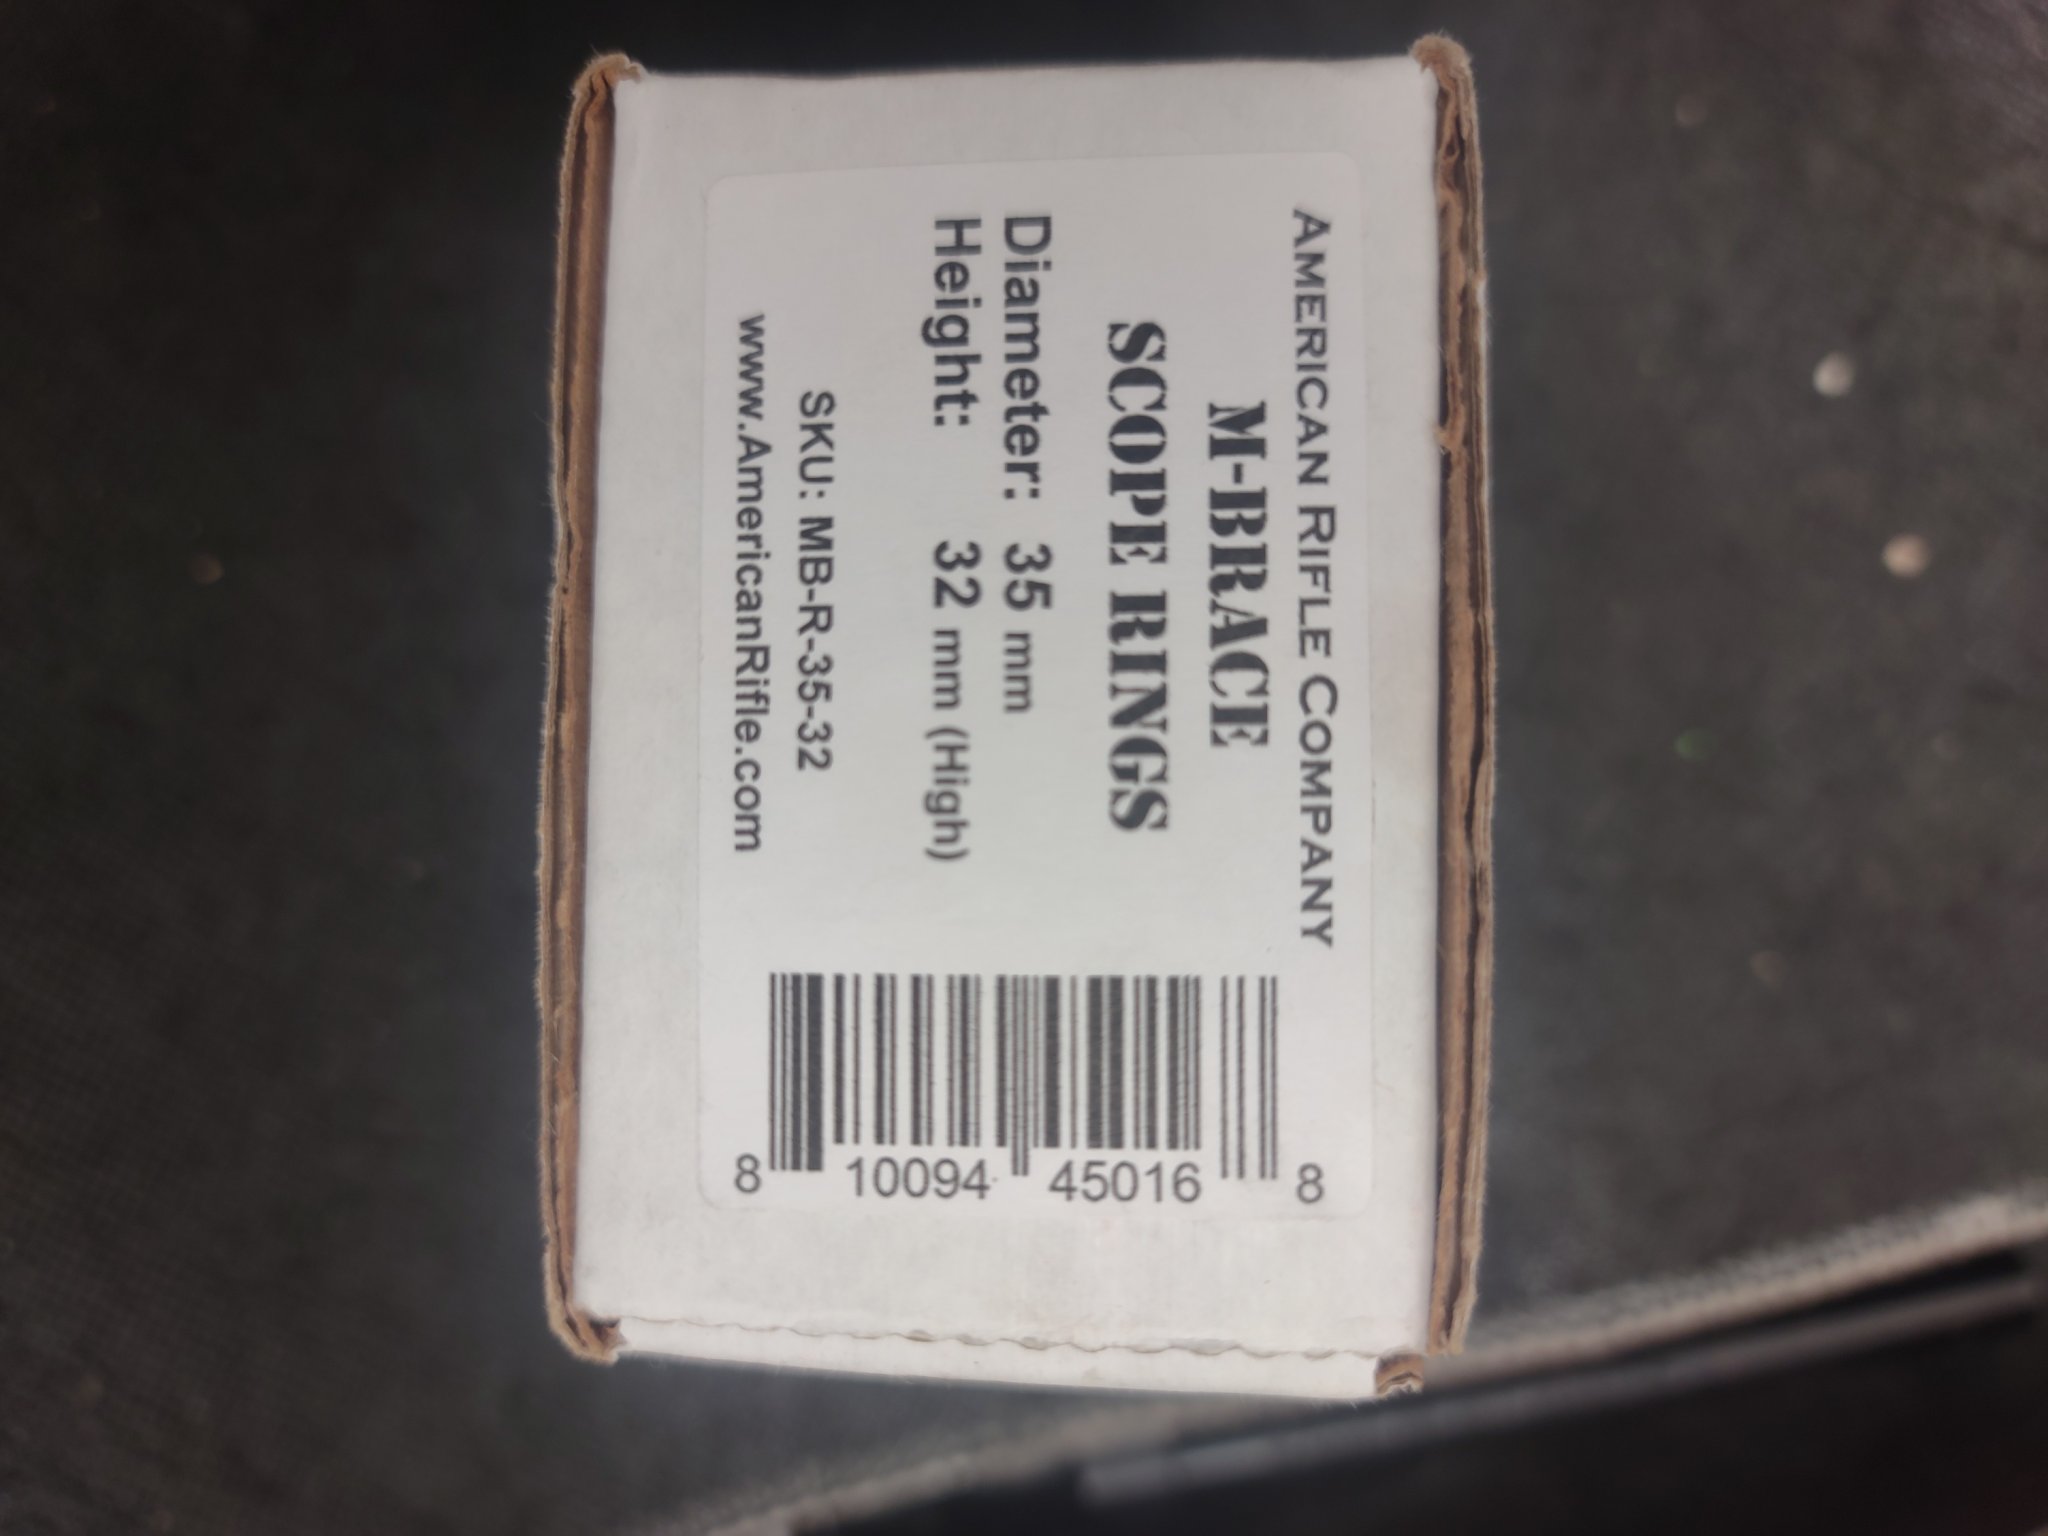 AMERICAN RIFLE COMPANY
M-BRACE
SCOPE RINGS
Diameter: 35 mm
Height: 32 mm (High)
SKU: MB-R-35-32
www.AmericanRifle.com
8 10094 45016 8